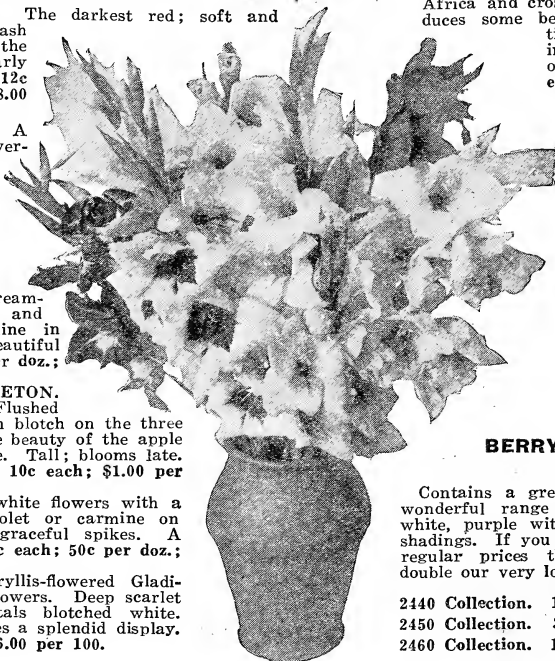 The darkest red; soft and
ash
the
arly
12c
8.00
A
ver-
ream-
and
ine in
eautiful
r doz.;
ETON.
Flushed
n blotch on the three
e beauty of the apple
e. Tall; blooms late.
10c each; $1.00 per
white flowers with a
olet or carmine on
graceful spikes. A
c each; 50c per doz.;
ryllis-flowered Gladi-
owers. Deep scarlet
tals blotched white.
es a splendid display.
6.00 per 100.
Africa and cro
duces some be
ti
in
o
e
BERRY
Contains a gre
wonderful range
white, purple wit
shadings. If you
regular prices t
double our very lo
2440 Collection. 1
2450 Collection.
2460 Collection. 1